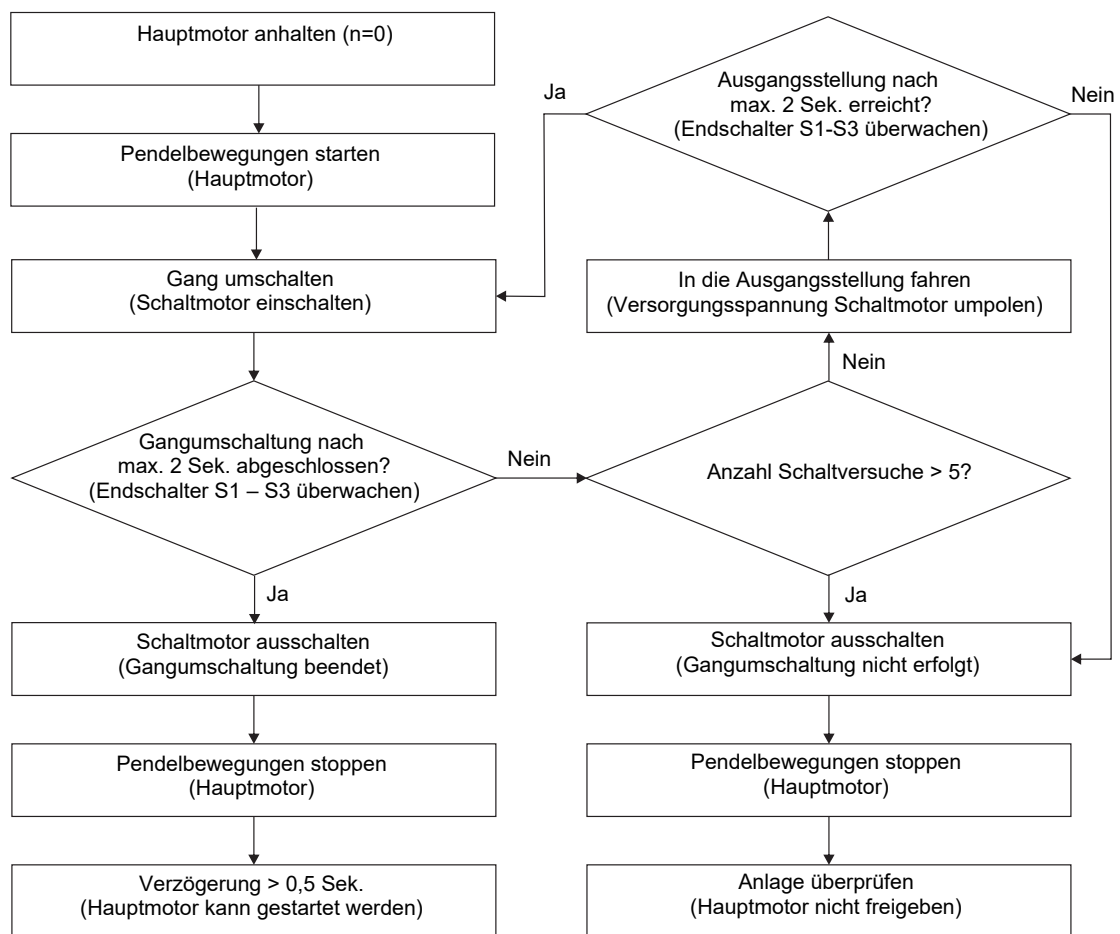 Hauptmotor anhalten (n=0)
Pendelbewegungen starten
(Hauptmotor)
Gang umschalten
(Schaltmotor einschalten)
Gangumschaltung nach
max. 2 Sek. abgeschlossen?
(Endschalter S1 – S3 überwachen)
Nein
Ja
Schaltmotor ausschalten
(Gangumschaltung beendet)
Pendelbewegungen stoppen
(Hauptmotor)
Verzögerung > 0,5 Sek.
(Hauptmotor kann gestartet werden)
Ausgangsstellung nach
max. 2 Sek. erreicht?
(Endschalter S1-S3 überwachen)
Ja
Nein
In die Ausgangsstellung fahren
(Versorgungsspannung Schaltmotor umpolen)
Nein
Anzahl Schaltversuche > 5?
Ja
Schaltmotor ausschalten
(Gangumschaltung nicht erfolgt)
Pendelbewegungen stoppen
(Hauptmotor)
Anlage überprüfen
(Hauptmotor nicht freigeben)